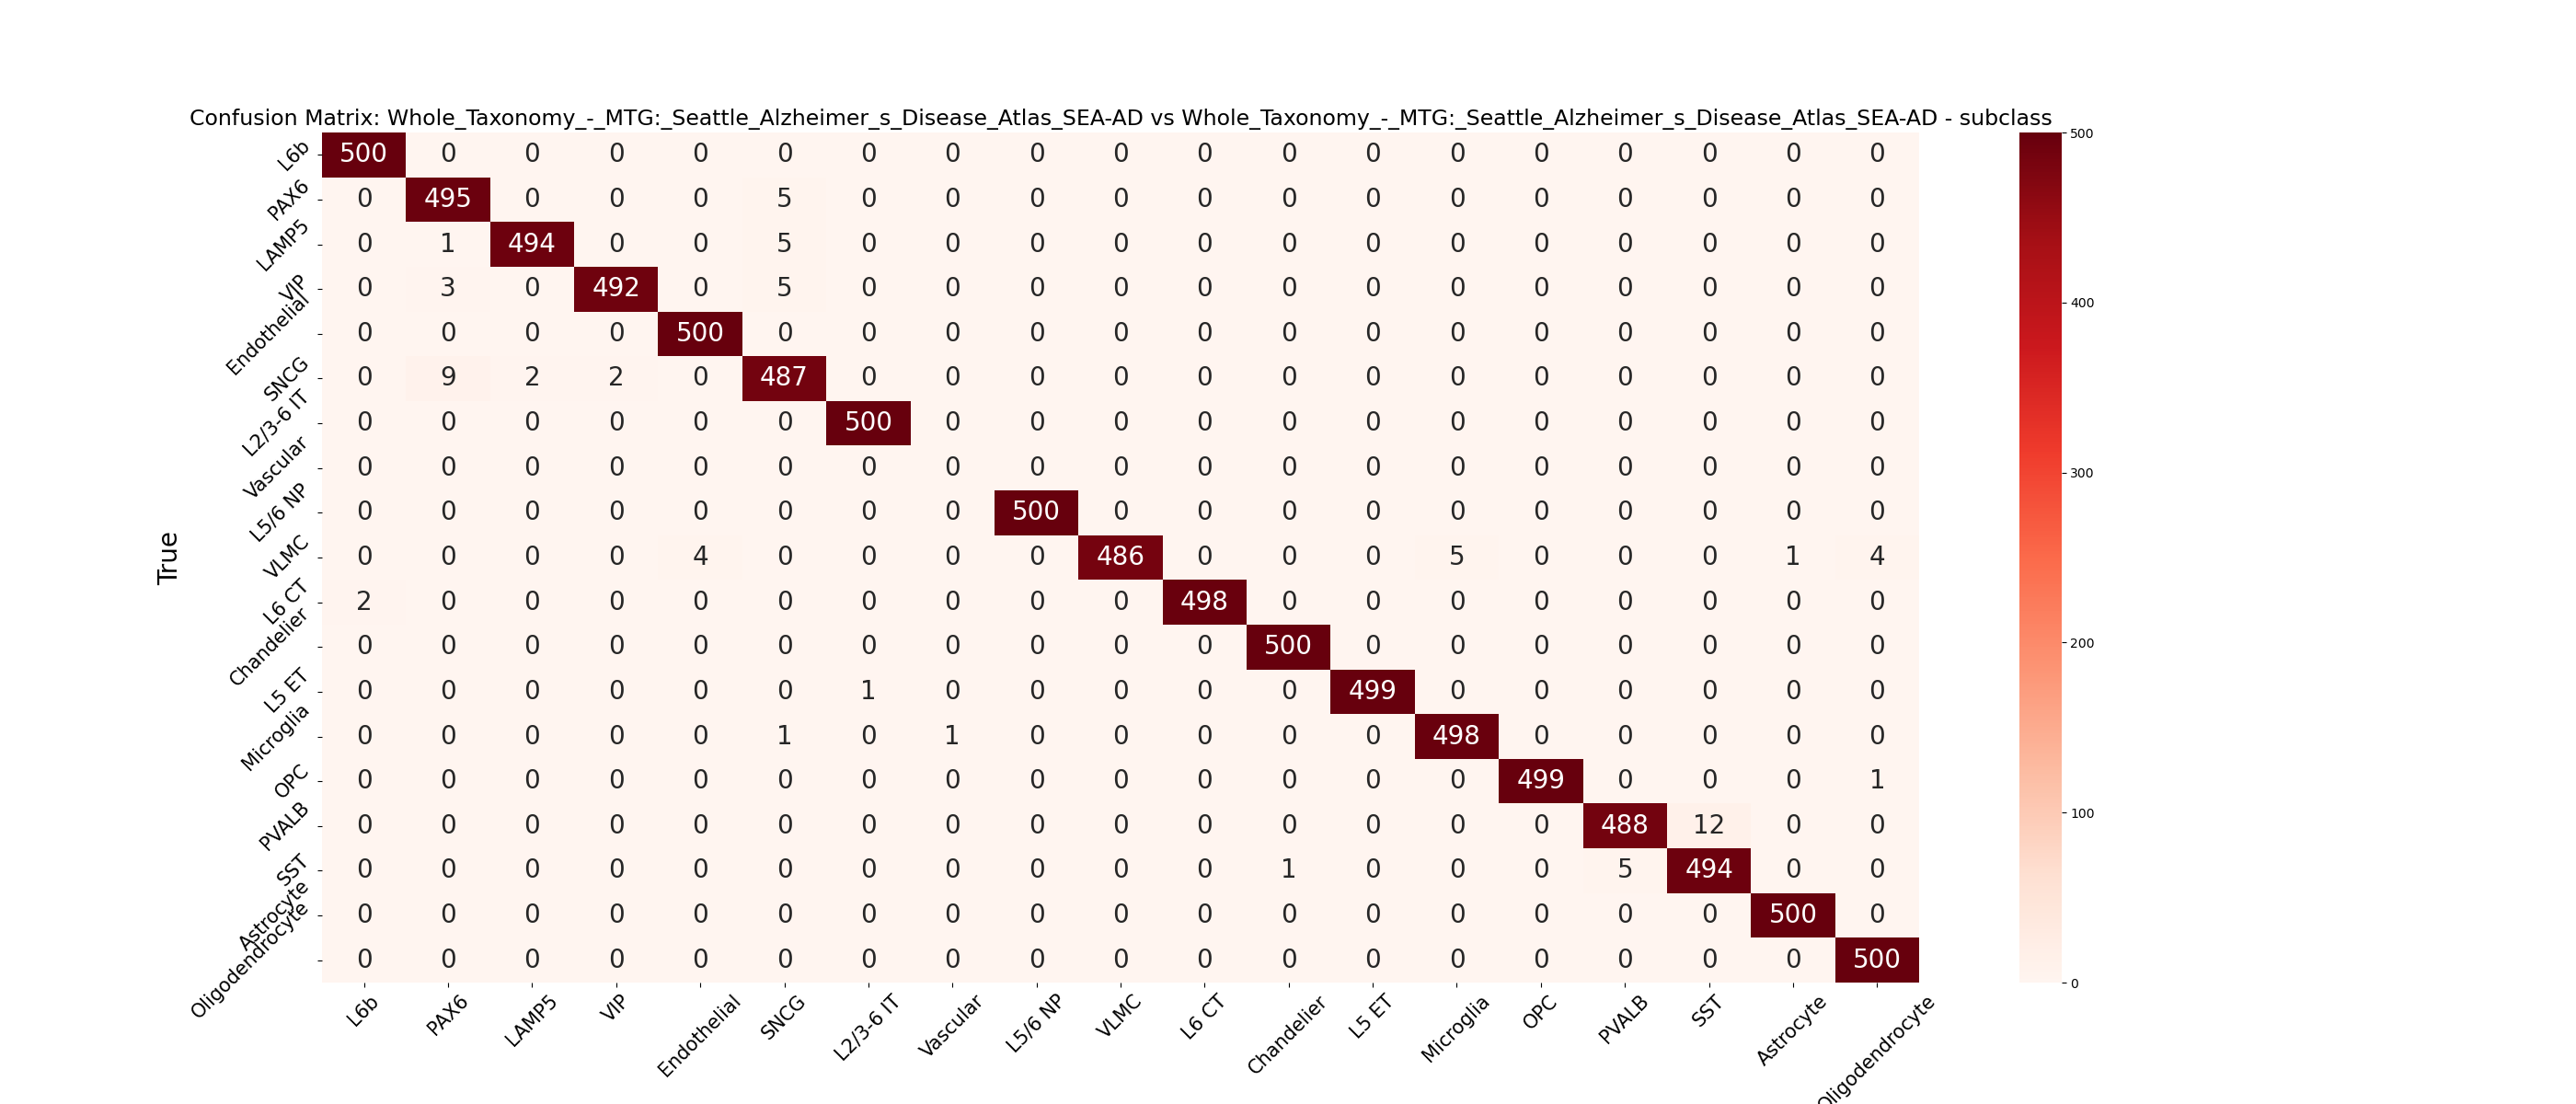 Confusion Matrix: Whole_Taxonomy_-_MTG:_Seattle_Alzheimer_s_Disease_Atlas_SEA-AD vs Whole_Taxonomy_-_MTG:_Seattle_Alzheimer_s_Disease_Atlas_SEA-AD - subclass
L6b 500 0 0 0 0 0 0 0 0 0 0 0 0 0 0 0 0 0 0
PAX6 0 495 0 0 0 5 0 0 0 0 0 0 0 0 0 0 0 0 0
LAMP5 0 1 494 0 0 5 0 0 0 0 0 0 0 0 0 0 0 0 0
VIP 0 3 0 492 0 5 0 0 0 0 0 0 0 0 0 0 0 0 0
Endothelial 0 0 0 0 500 0 0 0 0 0 0 0 0 0 0 0 0 0 0
SNCG 0 9 2 2 0 487 0 0 0 0 0 0 0 0 0 0 0 0 0
L2/3-6 IT 0 0 0 0 0 0 500 0 0 0 0 0 0 0 0 0 0 0 0
Vascular 0 0 0 0 0 0 0 0 0 0 0 0 0 0 0 0 0 0 0
L5/6 NP 0 0 0 0 0 0 0 0 500 0 0 0 0 0 0 0 0 0 0
VLMC 0 0 0 0 4 0 0 0 0 486 0 0 0 5 0 0 0 1 4
L6 CT 2 0 0 0 0 0 0 0 0 0 498 0 0 0 0 0 0 0 0
Chandelier 0 0 0 0 0 0 0 0 0 0 0 500 0 0 0 0 0 0 0
L5 ET 0 0 0 0 0 0 1 0 0 0 0 0 499 0 0 0 0 0 0
Microglia 0 0 0 0 0 1 0 1 0 0 0 0 0 498 0 0 0 0 0
OPC 0 0 0 0 0 0 0 0 0 0 0 0 0 0 499 0 0 0 1
PVALB 0 0 0 0 0 0 0 0 0 0 0 0 0 0 0 488 12 0 0
SST 0 0 0 0 0 0 0 0 0 0 0 1 0 0 0 5 494 0 0
Astrocyte 0 0 0 0 0 0 0 0 0 0 0 0 0 0 0 0 0 500 0
Oligodendrocyte 0 0 0 0 0 0 0 0 0 0 0 0 0 0 0 0 0 0 500
True
L6b PAX6 LAMP5 VIP Endothelial SNCG L2/3-6 IT Vascular L5/6 NP VLMC L6 CT Chandelier L5 ET Microglia OPC PVALB SST Astrocyte Oligodendrocyte
500
400
300
200
100
0